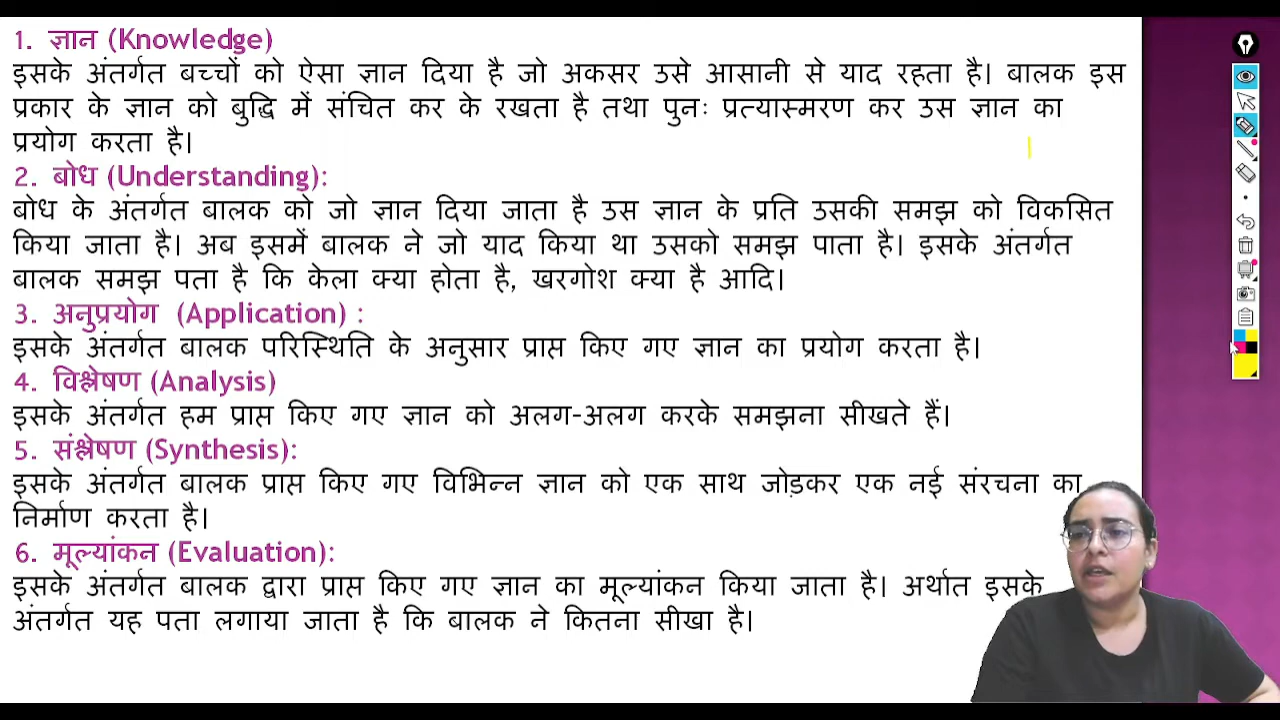 1. ज्ञान (Knowledge)
इसके अंतर्गत बच्चों को ऐसा ज्ञान दिया है जो अकसर उसे आसानी से याद रहता है। बालक इस
प्रकार के ज्ञान को बुद्धि में संचित कर के रखता है तथा पुनः प्रत्यास्मरण कर उस ज्ञान का
प्रयोग करता है।
2. बोध (Understanding):
बोध के अंतर्गत बालक को जो ज्ञान दिया जाता है उस ज्ञान के प्रति उसकी समझ को विकसित
किया जाता है। अब इसमें बालक ने जो याद किया था उसको समझ पाता है। इसके अंतर्गत
बालक समझ पता है कि केला क्या होता है, खरगोश क्या है आदि।
3. अनुप्रयोग (Application) :
इसके अंतर्गत बालक परिस्थिति के अनुसार प्राप्त किए गए ज्ञान का प्रयोग करता है।
4. विश्लेषण (Analysis)
इसके अंतर्गत हम प्राप्त किए गए ज्ञान को अलग-अलग करके समझना सीखते हैं।
5. संश्लेषण (Synthesis):
इसके अंतर्गत बालक प्राप्त किए गए विभिन्न ज्ञान को एक साथ जोड़कर एक नई संरचना का
निर्माण करता है।
6. मूल्यांकन (Evaluation):
इसके अंतर्गत बालक द्वारा प्राप्त किए गए ज्ञान का मूल्यांकन किया जाता है। अर्थात इसके
अंतर्गत यह पता लगाया जाता है कि बालक ने कितना सीखा है।